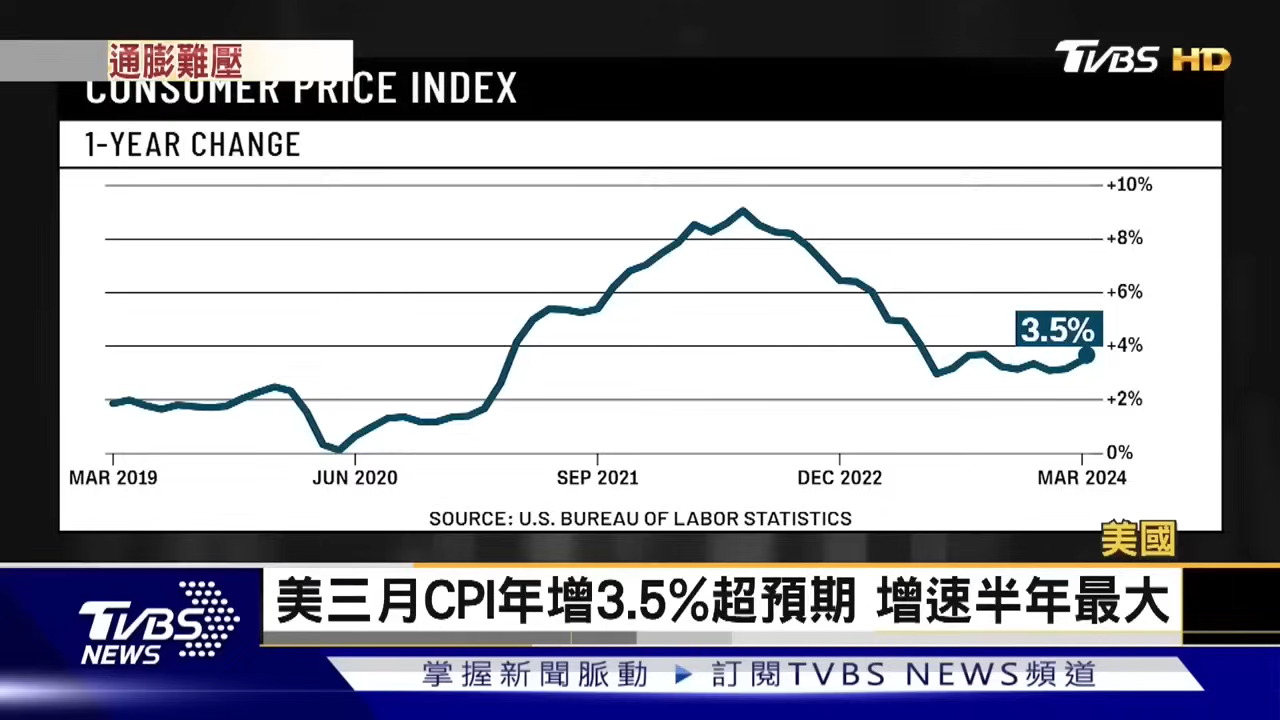 通膨難壓
TVBS HD
CONSUMER PRICE INDEX
1-YEAR CHANGE
+10%
+8%
+6%
3.5%
+4%
+2%
0%
MAR 2019 JUN 2020 SEP 2021 DEC 2022 MAR 2024
SOURCE: U.S. BUREAU OF LABOR STATISTICS
美國
美三月CPI年增3.5%超預期 增速半年最大
TVBS
NEWS
掌握新聞脈動 ▶ 訂閱TVBS NEWS頻道